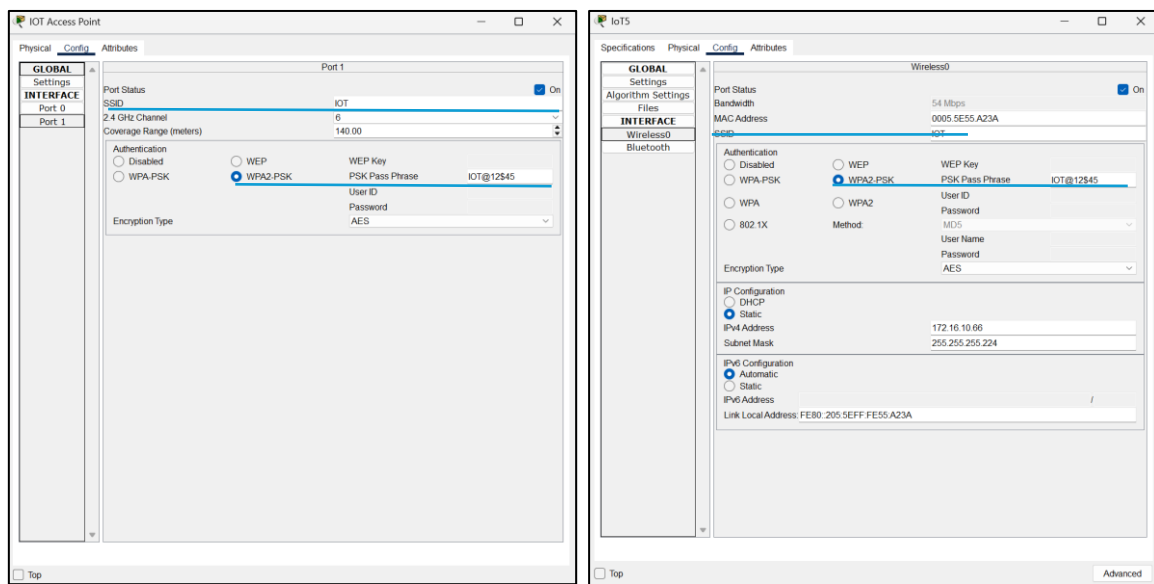 IOT Access Point
Physical Config Attributes
GLOBAL
Settings
INTERFACE
Port 0
Port 1
Port 1
Port Status On
SSID IOT
2.4 GHz Channel 6
Coverage Range (meters) 140.00
Authentication
Disabled WEP WEP Key
WPA-PSK WPA2-PSK PSK Pass Phrase IOT@12$45
User ID
Password
Encryption Type AES
Top
IoT5
Specifications Physical Config Attributes
GLOBAL
Settings
Algorithm Settings
Files
INTERFACE
Wireless0
Bluetooth
Wireless0
Port Status On
Bandwidth 54 Mbps
MAC Address 0005.5E55.A23A
SSID IOT
Authentication
Disabled WEP WEP Key
WPA-PSK WPA2-PSK PSK Pass Phrase IOT@12$45
User ID
WPA WPA2
Password
802.1X Method: MD5
User Name
Password
Encryption Type AES
IP Configuration
DHCP
Static
IPv4 Address 172.16.10.66
Subnet Mask 255.255.255.224
IPv6 Configuration
Automatic
Static
IPv6 Address /
Link Local Address: FE80::205:5EFF:FE55:A23A
Top Advanced